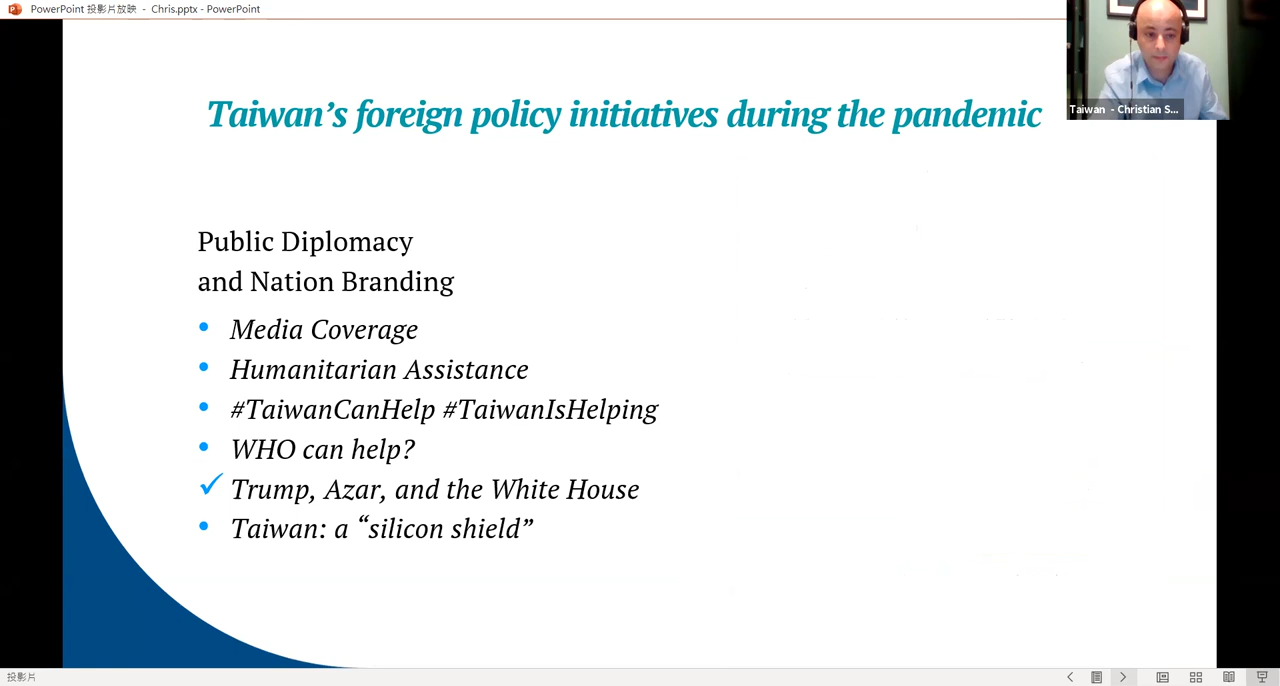 PowerPoint 投影片放映 - Chris.pptx - PowerPoint
Taiwan - Christian S...
Taiwan’s foreign policy initiatives during the pandemic
Public Diplomacy
and Nation Branding
• Media Coverage
• Humanitarian Assistance
• #TaiwanCanHelp #TaiwanIsHelping
• WHO can help?
✓ Trump, Azar, and the White House
• Taiwan: a “silicon shield”
投影片